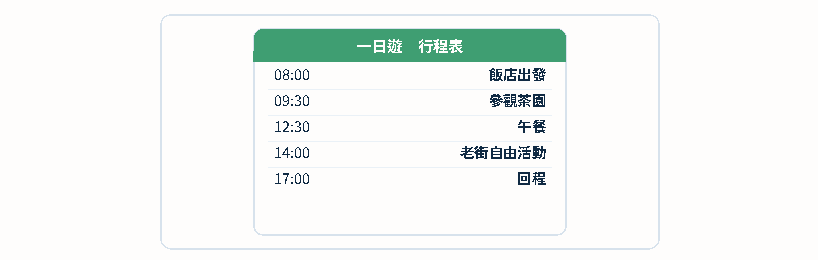 一日遊　行程表
08:00 飯店出發
09:30 參觀茶園
12:30 午餐
14:00 老街自由活動
17:00 回程